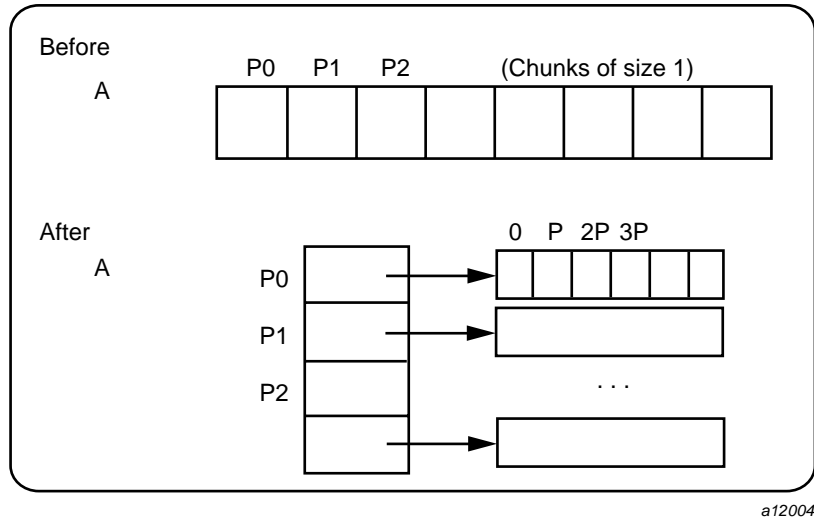 Before
P0 P1 P2 (Chunks of size 1)
A
After
0 P 2P 3P
A
P0
P1
P2
. . .
a12004